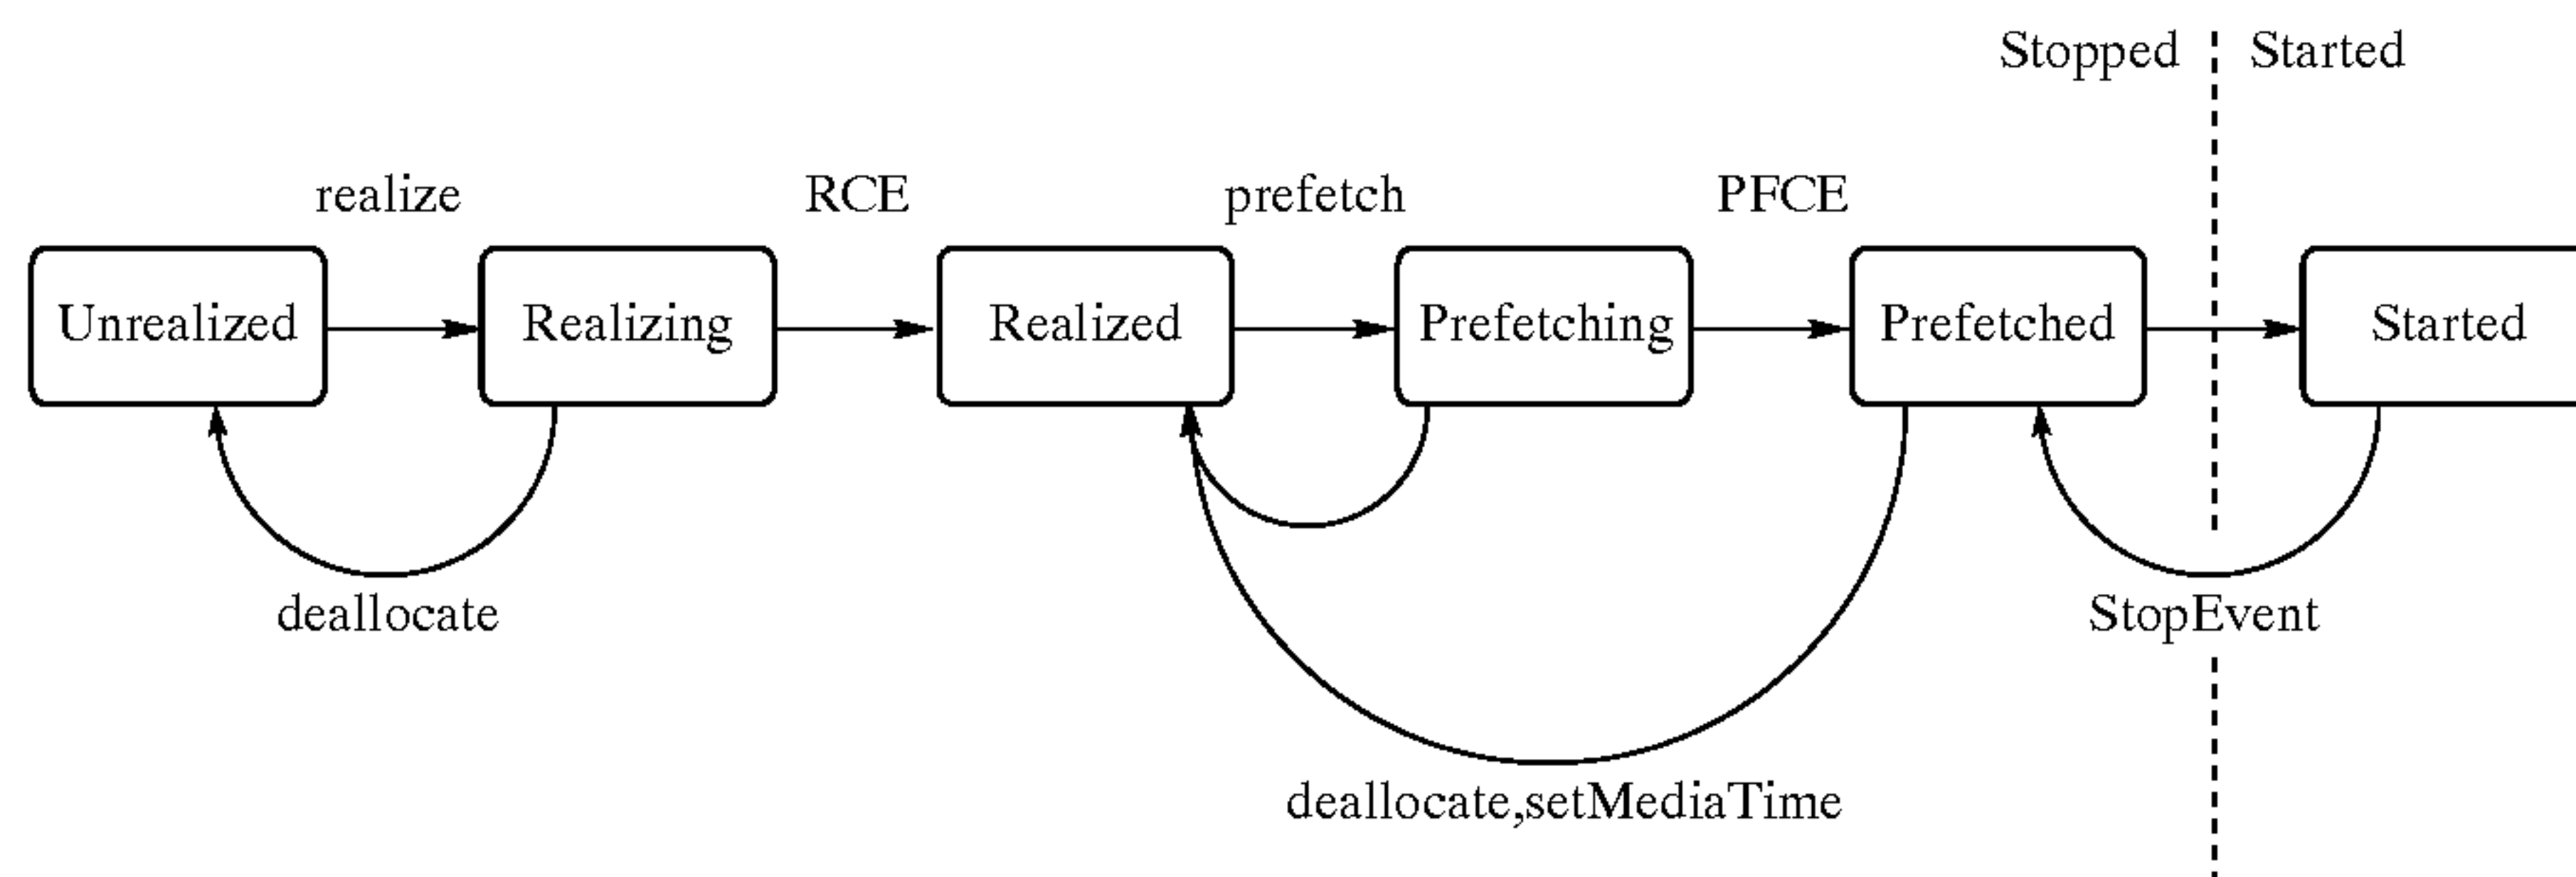 Stopped Started
realize RCE prefetch PFCE
Unrealized Realizing Realized Prefetching Prefetched Started
deallocate StopEvent
deallocate,setMediaTime